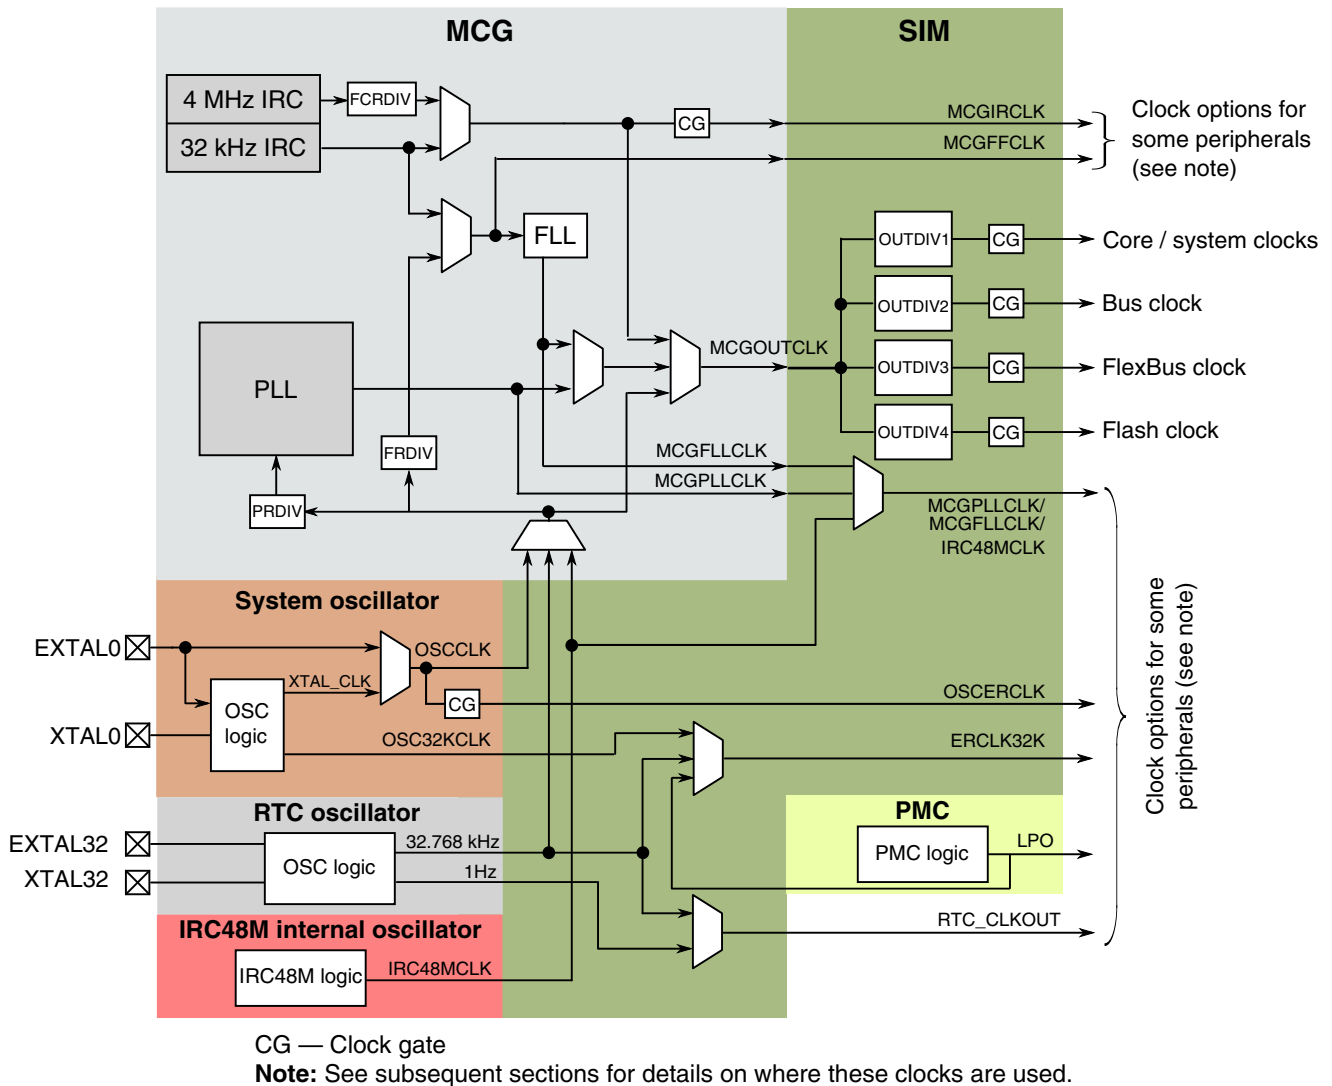 MCG
SIM
4 MHz IRC
FCRDIV
32 kHz IRC
CG
MCGIRCLK
MCGFFCLK
Clock options for
some peripherals
(see note)
FLL
OUTDIV1
CG
Core / system clocks
OUTDIV2
CG
Bus clock
MCGOUTCLK
OUTDIV3
CG
FlexBus clock
PLL
OUTDIV4
CG
Flash clock
FRDIV
MCGFLLCLK
MCGPLLCLK
PRDIV
MCGPLLCLK/
MCGFLLCLK/
IRC48MCLK
System oscillator
EXTAL0
OSCCLK
XTAL_CLK
OSC
logic
CG
OSCERCLK
XTAL0
OSC32KCLK
ERCLK32K
Clock options for some
peripherals (see note)
RTC oscillator
PMC
EXTAL32
32.768 kHz
OSC logic
PMC logic
LPO
XTAL32
1Hz
RTC_CLKOUT
IRC48M internal oscillator
IRC48M logic
IRC48MCLK
CG — Clock gate
Note: See subsequent sections for details on where these clocks are used.